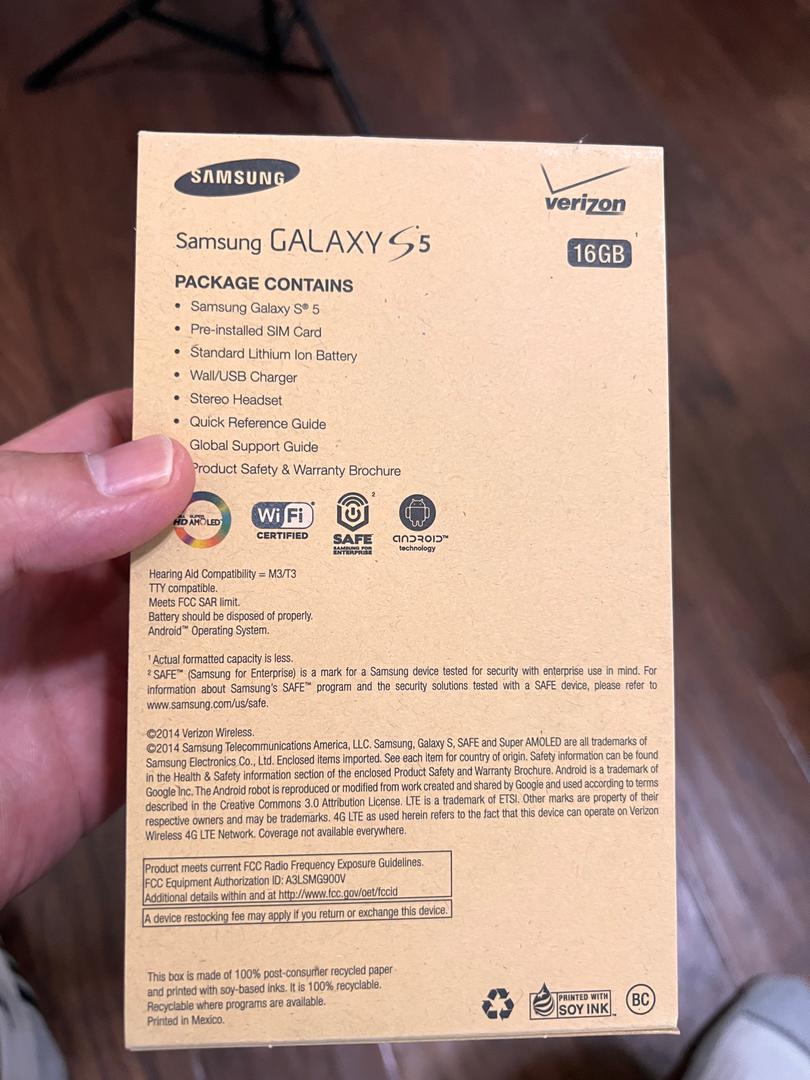 SAMSUNG
verizon
Samsung GALAXY S5
16GB 1
PACKAGE CONTAINS
• Samsung Galaxy S® 5
• Pre-installed SIM Card
• Standard Lithium Ion Battery
• Wall/USB Charger
• Stereo Headset
• Quick Reference Guide
Global Support Guide
Product Safety & Warranty Brochure
SUPER
HD AMOLED™
Wi Fi ®
CERTIFIED
2
SAFE™
SAMSUNG FOR
ENTERPRISE
ANDROID™
technology
Hearing Aid Compatibility = M3/T3
TTY compatible.
Meets FCC SAR limit.
Battery should be disposed of properly.
Android™ Operating System.
¹ Actual formatted capacity is less.
² SAFE™ (Samsung for Enterprise) is a mark for a Samsung device tested for security with enterprise use in mind. For
information about Samsung's SAFE™ program and the security solutions tested with a SAFE device, please refer to
www.samsung.com/us/safe.
©2014 Verizon Wireless.
©2014 Samsung Telecommunications America, LLC. Samsung, Galaxy S, SAFE and Super AMOLED are all trademarks of
Samsung Electronics Co., Ltd. Enclosed items imported. See each item for country of origin. Safety information can be found
in the Health & Safety information section of the enclosed Product Safety and Warranty Brochure. Android is a trademark of
Google Inc. The Android robot is reproduced or modified from work created and shared by Google and used according to terms
described in the Creative Commons 3.0 Attribution License. LTE is a trademark of ETSI. Other marks are property of their
respective owners and may be trademarks. 4G LTE as used herein refers to the fact that this device can operate on Verizon
Wireless 4G LTE Network. Coverage not available everywhere.
Product meets current FCC Radio Frequency Exposure Guidelines.
FCC Equipment Authorization ID: A3LSMG900V
Additional details within and at http://www.fcc.gov/oet/fccid
A device restocking fee may apply if you return or exchange this device.
This box is made of 100% post-consumer recycled paper
and printed with soy-based inks. It is 100% recyclable.
Recyclable where programs are available.
Printed in Mexico.
PRINTED WITH
SOY INK™
BC